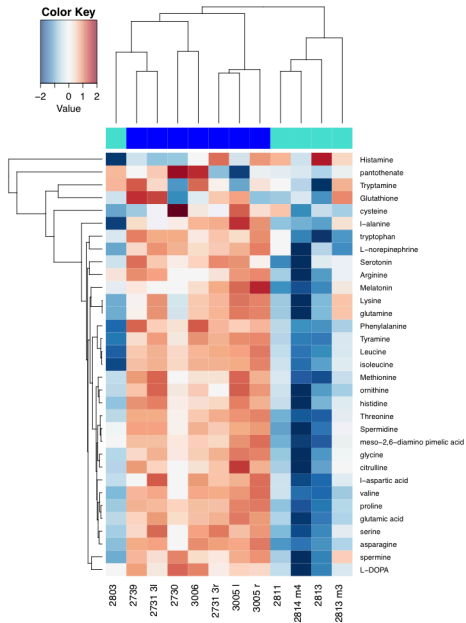 Color Key
−2 0 1 2
Value
Histamine
pantothenate
Tryptamine
Glutathione
cysteine
l−alanine
tryptophan
L−norepinephrine
Serotonin
Arginine
Melatonin
Lysine
glutamine
Phenylalanine
Tyramine
Leucine
isoleucine
Methionine
ornithine
histidine
Threonine
Spermidine
meso−2,6−diamino pimelic acid
glycine
citrulline
l−aspartic acid
valine
proline
glutamic acid
serine
asparagine
spermine
L−DOPA
2803
2739
2731 3l
2730
3006
2731 3r
3005 l
3005 r
2811
2814 m4
2813
2813 m3